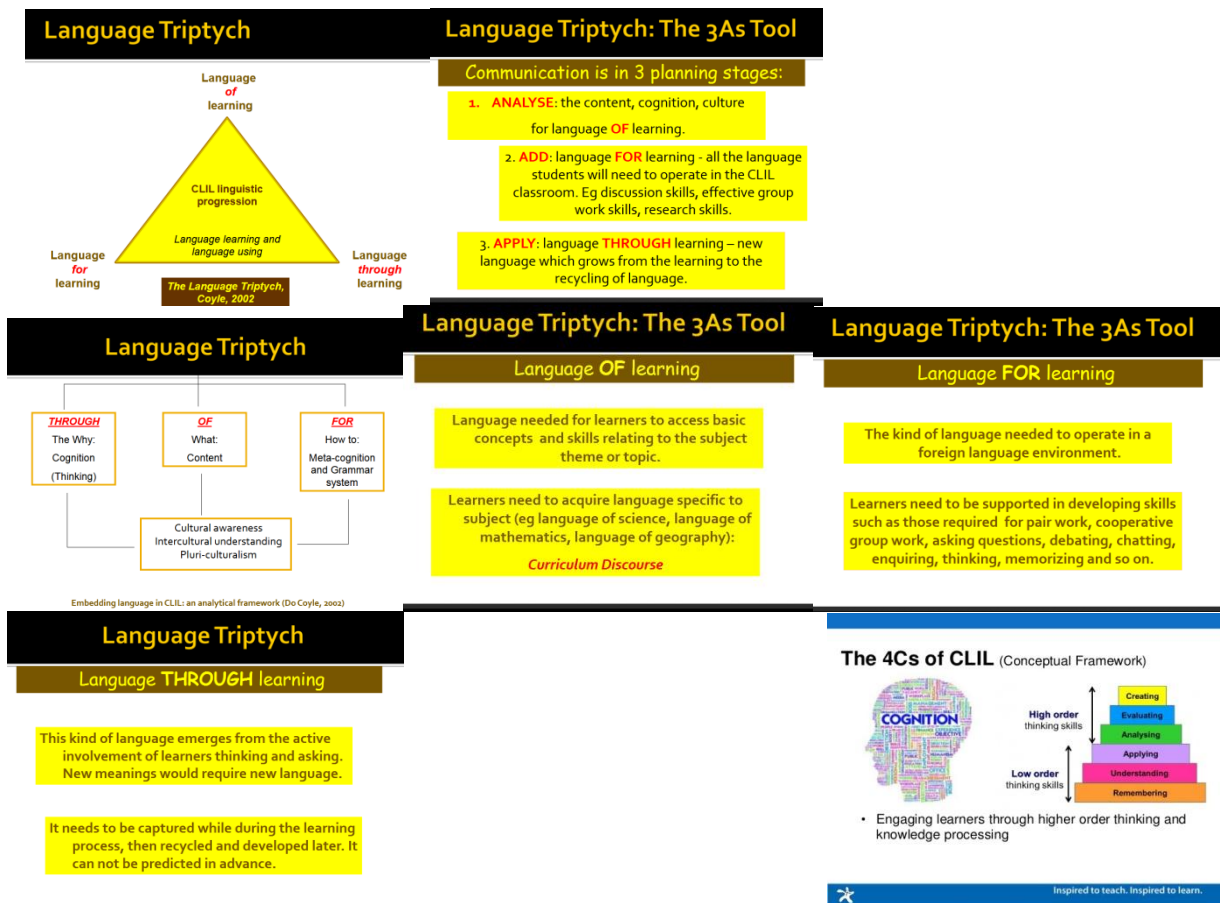 Language Triptych
Language
of
learning
CLIL linguistic
progression
Language learning and
language using
Language
for
learning
Language
through
learning
The Language Triptych,
Coyle, 2002
Language Triptych: The 3As Tool
Communication is in 3 planning stages:
1. ANALYSE: the content, cognition, culture
for language OF learning.
2. ADD: language FOR learning - all the language
students will need to operate in the CLIL
classroom. Eg discussion skills, effective group
work skills, research skills.
3. APPLY: language THROUGH learning – new
language which grows from the learning to the
recycling of language.
Language Triptych
THROUGH
The Why:
Cognition
(Thinking)
OF
What:
Content
FOR
How to:
Meta-cognition
and Grammar
system
Cultural awareness
Intercultural understanding
Pluri-culturalism
Embedding language in CLIL: an analytical framework (Do Coyle, 2002)
Language Triptych: The 3As Tool
Language OF learning
Language needed for learners to access basic
concepts and skills relating to the subject
theme or topic.
Learners need to acquire language specific to
subject (eg language of science, language of
mathematics, language of geography):
Curriculum Discourse
Language Triptych: The 3As Tool
Language FOR learning
The kind of language needed to operate in a
foreign language environment.
Learners need to be supported in developing skills
such as those required for pair work, cooperative
group work, asking questions, debating, chatting,
enquiring, thinking, memorizing and so on.
Language Triptych
Language THROUGH learning
This kind of language emerges from the active
involvement of learners thinking and asking.
New meanings would require new language.
It needs to be captured while during the learning
process, then recycled and developed later. It
can not be predicted in advance.
The 4Cs of CLIL (Conceptual Framework)
COGNITION
High order
thinking skills
Low order
thinking skills
Creating
Evaluating
Analysing
Applying
Understanding
Remembering
• Engaging learners through higher order thinking and
knowledge processing
Inspired to teach. Inspired to learn.